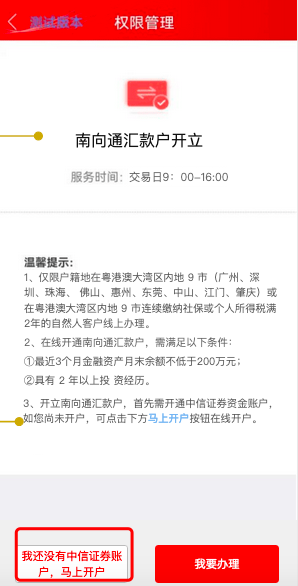 测试版本
权限管理
南向通汇款户开立
服务时间：交易日9：00-16:00
温馨提示：
1、仅限户籍地在粤港澳大湾区内地 9 市（广州、深
圳、珠海、 佛山、惠州、东莞、中山、江门、肇庆）或
在粤港澳大湾区内地 9 市连续缴纳社保或个人所得税满
2年的自然人客户线上办理。
2、在线开通南向通汇款户，需满足以下条件：
①最近3个月金融资产月末余额不低于200万元；
②具有 2 年以上投 资经历。
3、开立南向通汇款户，首先需开通中信证券资金账户，
如您尚未开户，可点击下方马上开户按钮在线开户。
我还没有中信证券账
户，马上开户
我要办理